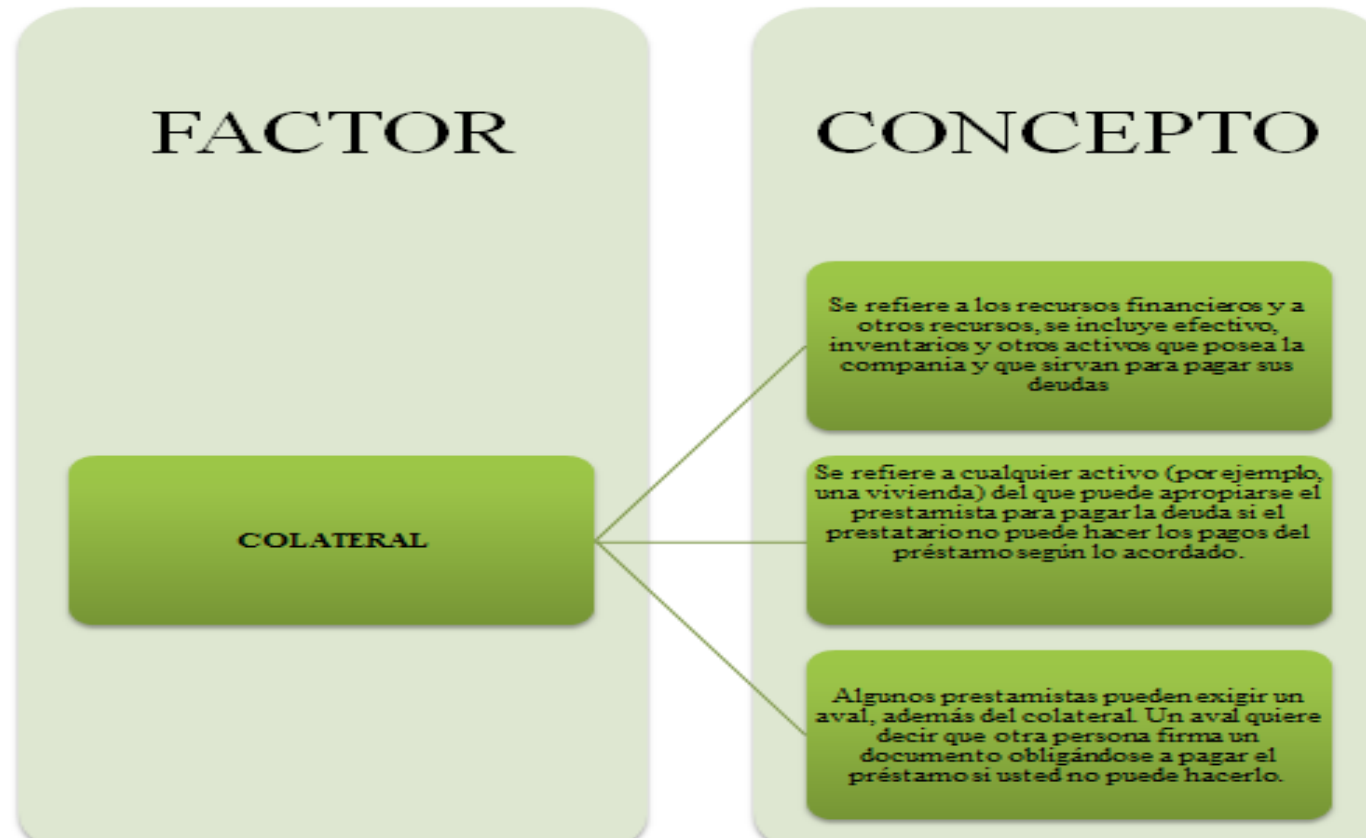 FACTOR
CONCEPTO
COLATERAL
Se refiere a los recursos financieros y a
otros recursos, se incluye efectivo,
inventarios y otros activos que posea la
compania y que sirvan para pagar sus
deudas
Se refiere a cualquier activo (por ejemplo,
una vivienda) del que puede apropiarse el
prestamista para pagar la deuda si el
prestatario no puede hacer los pagos del
préstamo según lo acordado.
Algunos prestamistas pueden exigir un
aval, además del colateral. Un aval quiere
decir que otra persona firma un
documento obligándose a pagar el
préstamo si usted no puede hacerlo.